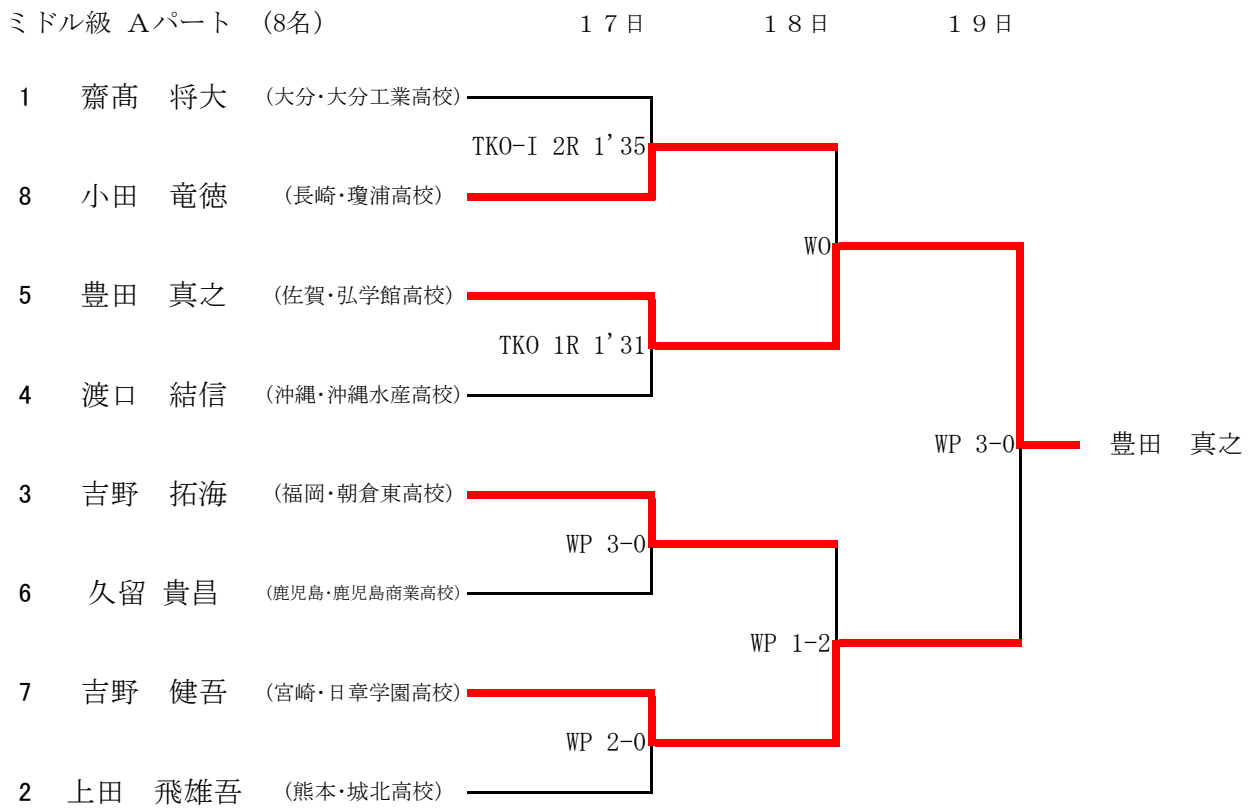 ミドル級 Aパート (8名) 17日 18日 19日
1 齋髙 将大 (大分・大分工業高校)
TKO-I 2R 1'35
8 小田 竜徳 (長崎・瓊浦高校)
WO
5 豊田 真之 (佐賀・弘学館高校)
TKO 1R 1'31
4 渡口 結信 (沖縄・沖縄水産高校)
WP 3-0 豊田 真之
3 吉野 拓海 (福岡・朝倉東高校)
WP 3-0
6 久留 貴昌 (鹿児島・鹿児島商業高校)
WP 1-2
7 吉野 健吾 (宮崎・日章学園高校)
WP 2-0
2 上田 飛雄吾 (熊本・城北高校)